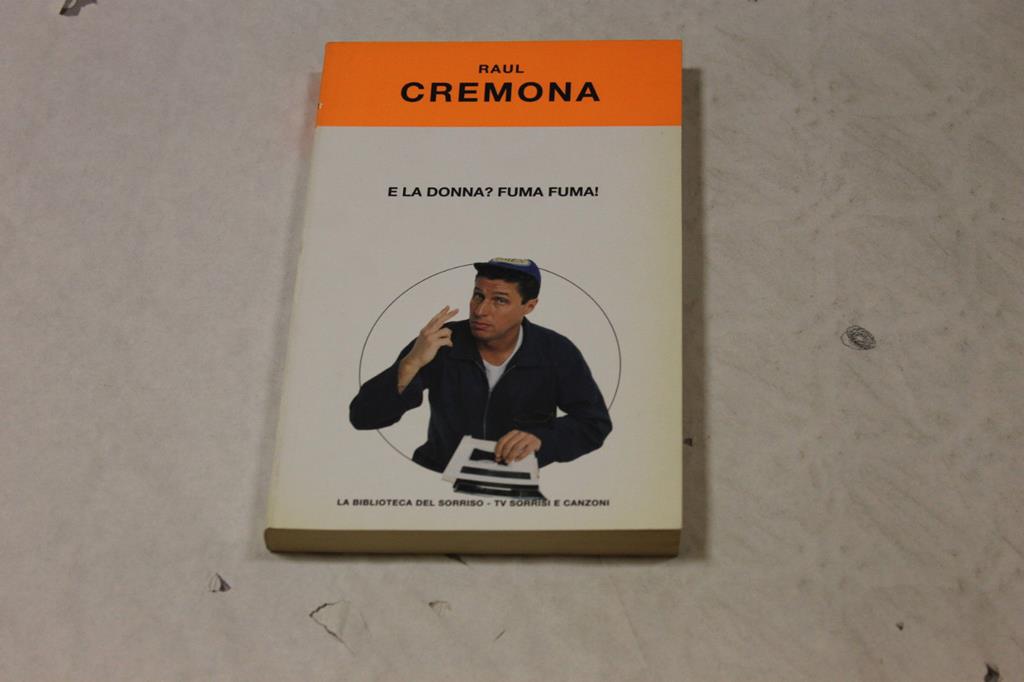 RAUL
CREMONA
E LA DONNA? FUMA FUMA!
LA BIBLIOTECA DEL SORRISO - TV SORRISI E CANZONI